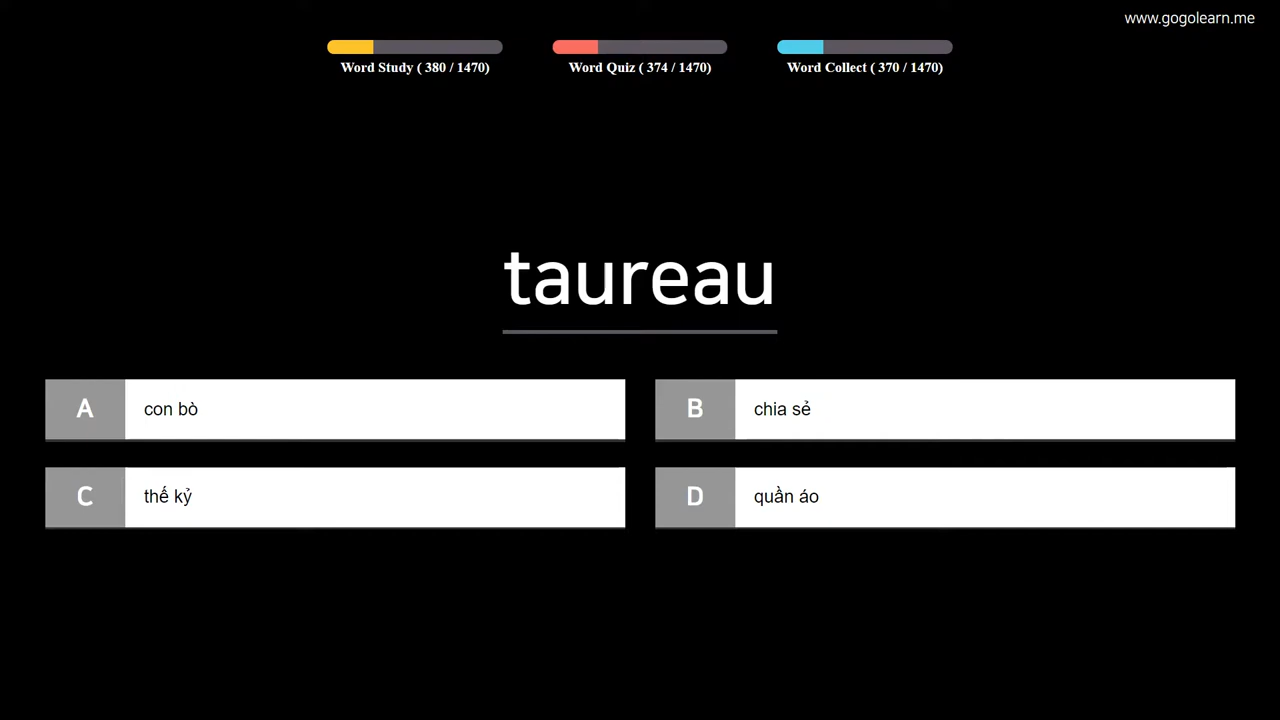 www.gogolearn.me
Word Study ( 380 / 1470)
Word Quiz ( 374 / 1470)
Word Collect ( 370 / 1470)
taureau
A con bò
B chia sẻ
C thế kỷ
D quần áo